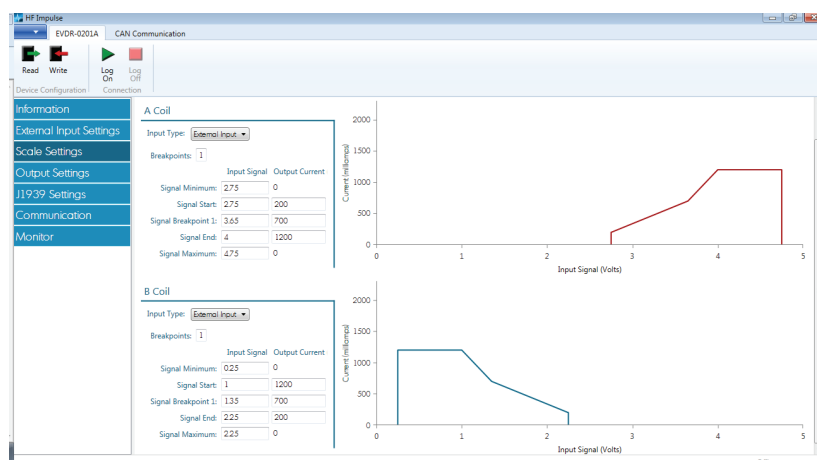 HF Impulse
EVDR-0201A CAN Communication
Read Write Log On Log Off
Device Configuration Connection
Information
External Input Settings
Scale Settings
Output Settings
J1939 Settings
Communication
Monitor
A Coil
Input Type: External Input
Breakpoints: 1
Input Signal Output Current
Signal Minimum: 2.75 0
Signal Start: 2.75 200
Signal Breakpoint 1: 3.65 700
Signal End: 4 1200
Signal Maximum: 4.75 0
Current (milliamps)
2000
1500
1000
500
0
0 1 2 3 4 5
Input Signal (Volts)
B Coil
Input Type: External Input
Breakpoints: 1
Input Signal Output Current
Signal Minimum: 0.25 0
Signal Start: 1 1200
Signal Breakpoint 1: 1.35 700
Signal End: 2.25 200
Signal Maximum: 2.25 0
Current (milliamps)
2000
1500
1000
500
0
0 1 2 3 4 5
Input Signal (Volts)